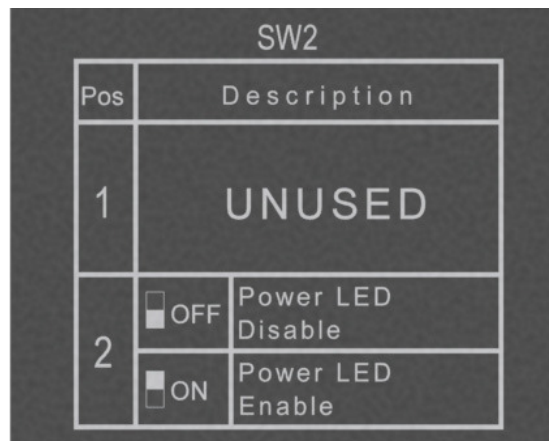 SW2
Pos Description
1 UNUSED
2 OFF Power LED
Disable
ON Power LED
Enable